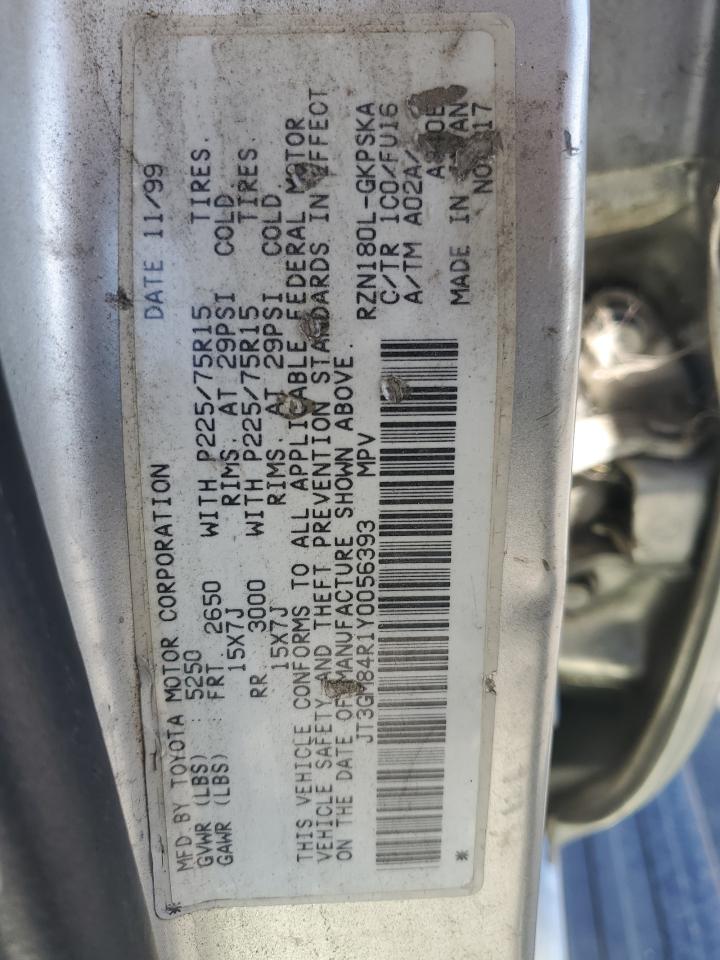 MFD. BY TOYOTA MOTOR CORPORATION DATE 11/99
GVWR (LBS) : 5250
GAWR (LBS) : FRT 2650 WITH P225/75R15 TIRES.
15X7J RIMS. AT 29PSI COLD
RR 3000 WITH P225/75R15 TIRES.
15X7J RIMS. AT 29PSI COLD.
THIS VEHICLE CONFORMS TO ALL APPLICABLE FEDERAL MOTOR
VEHICLE SAFETY AND THEFT PREVENTION STANDARDS IN EFFECT
ON THE DATE OF MANUFACTURE SHOWN ABOVE.
JT3GM84R1Y0056393 MPV
RZN180L-GKPSKA
C/TR 1C0/FU16
A/TM A02A/
MADE IN
* *